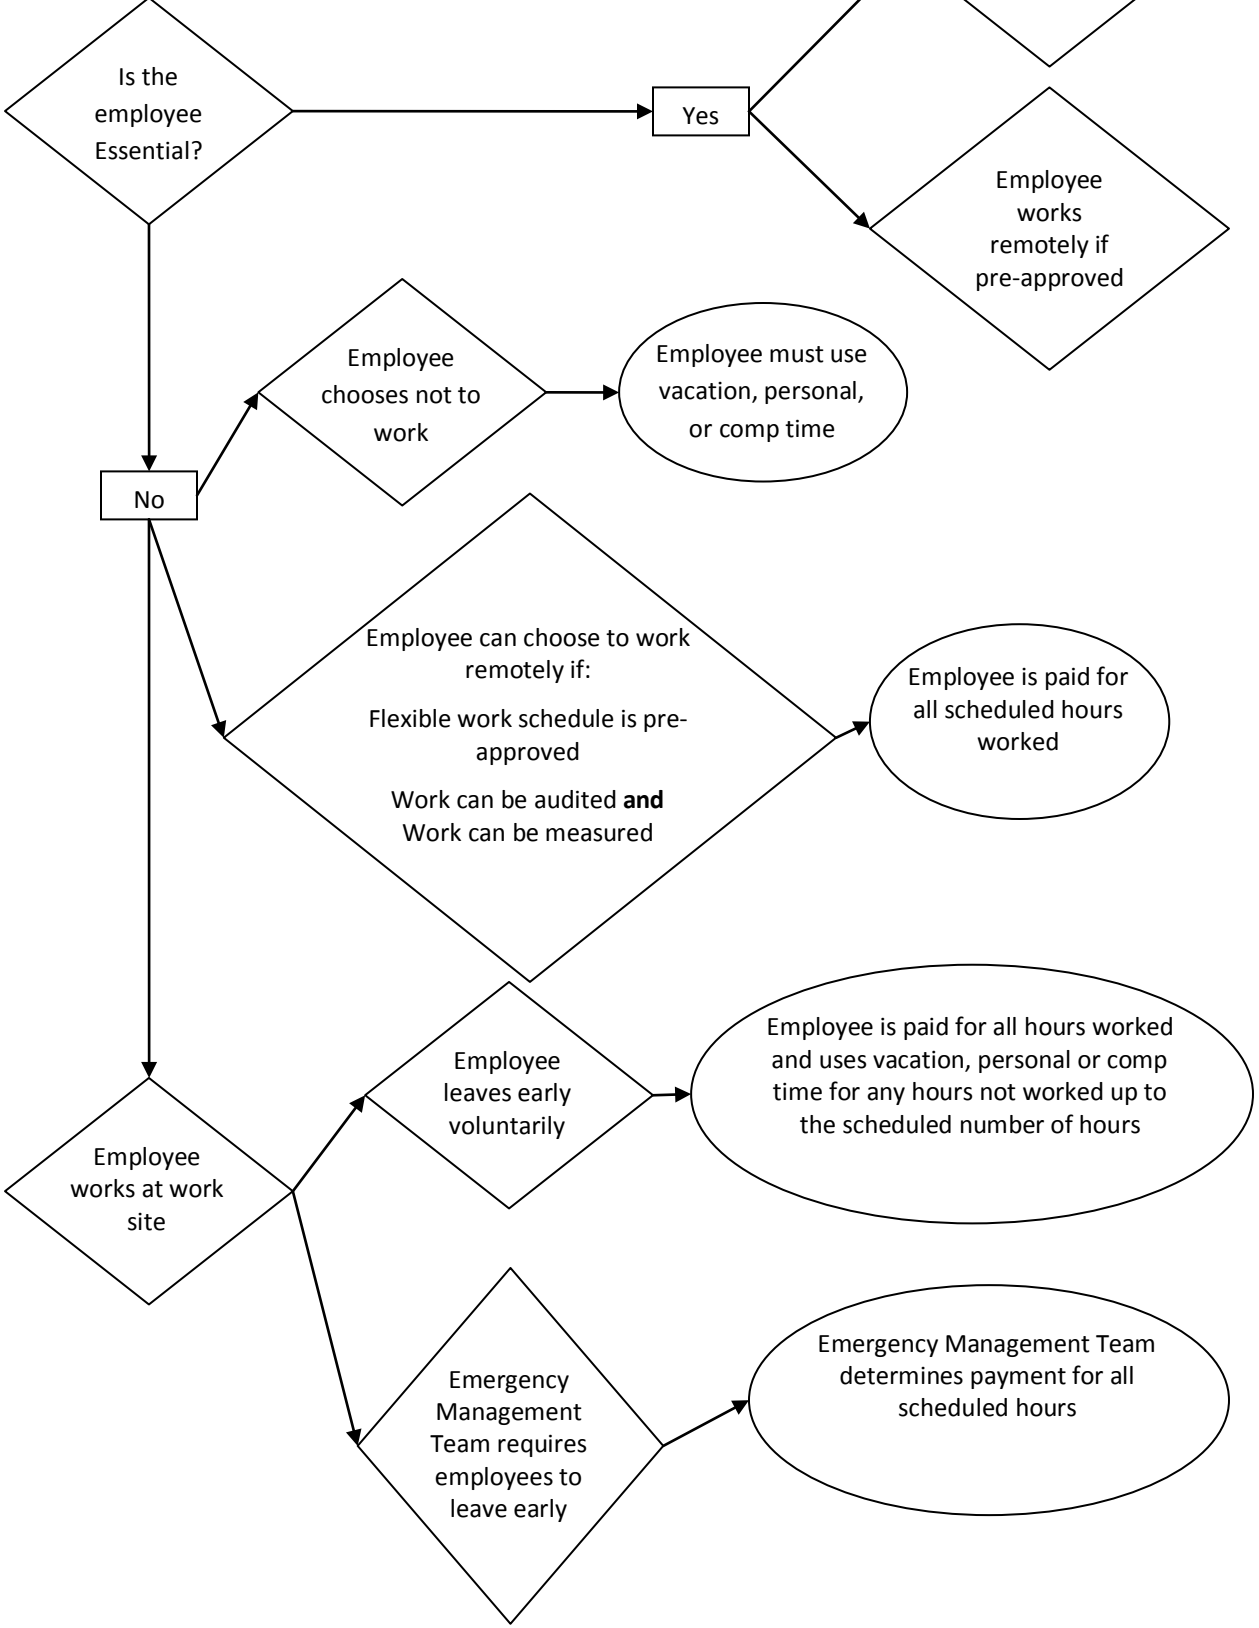 Is the
employee
Essential?
Yes
Employee
works
remotely if
pre-approved
Employee
chooses not to
work
Employee must use
vacation, personal,
or comp time
No
Employee can choose to work
remotely if:
Flexible work schedule is pre-
approved
Work can be audited and
Work can be measured
Employee is paid for
all scheduled hours
worked
Employee
leaves early
voluntarily
Employee is paid for all hours worked
and uses vacation, personal or comp
time for any hours not worked up to
the scheduled number of hours
Employee
works at work
site
Emergency
Management
Team requires
employees to
leave early
Emergency Management Team
determines payment for all
scheduled hours